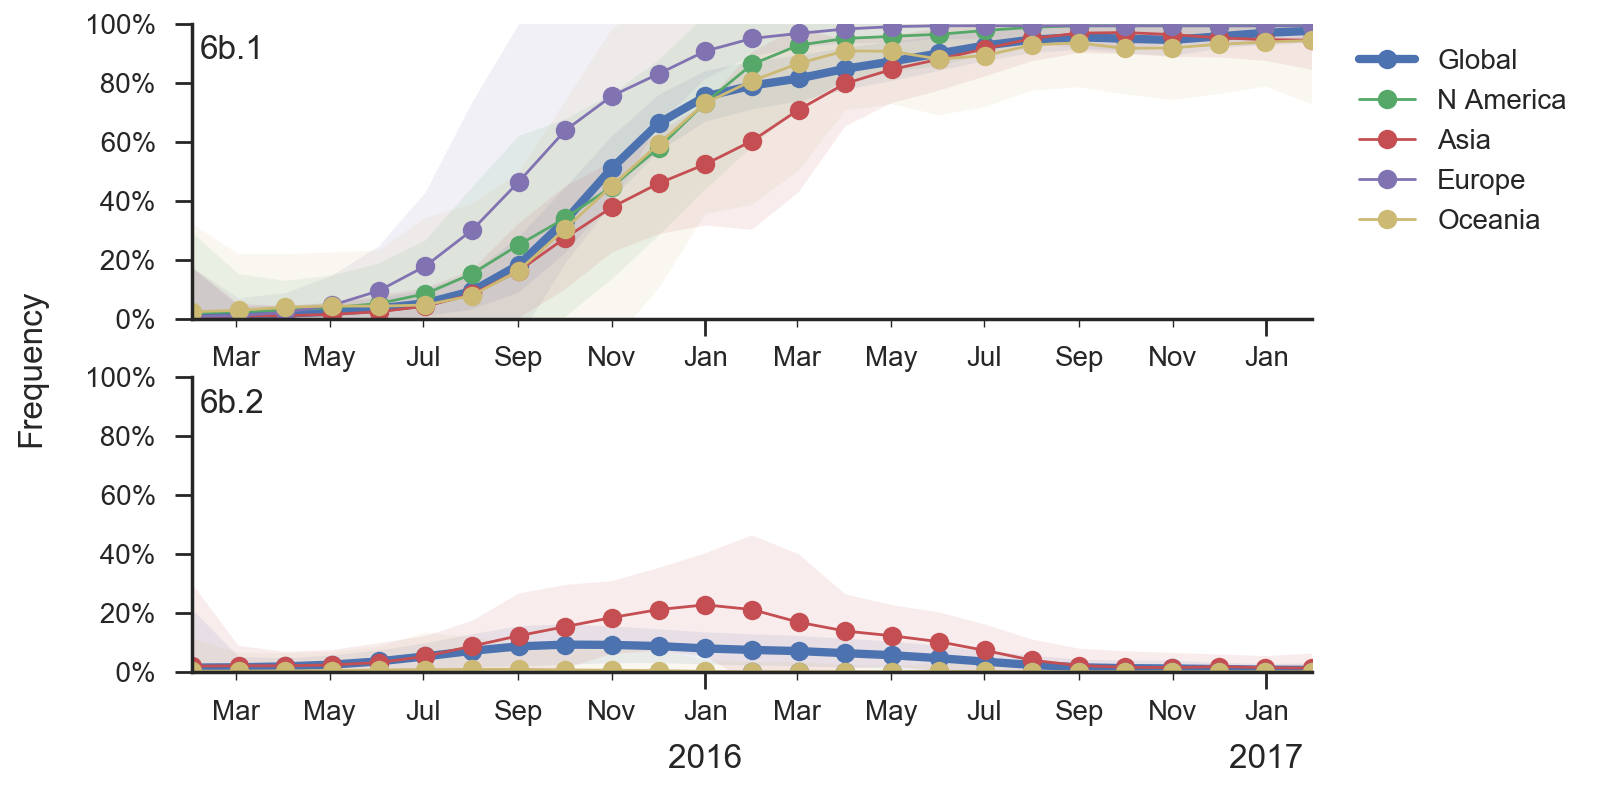 Frequency
100%
80%
60%
40%
20%
0%
6b.1
Mar May Jul Sep Nov Jan Mar May Jul Sep Nov Jan
Global
N America
Asia
Europe
Oceania
100%
80%
60%
40%
20%
0%
6b.2
Mar May Jul Sep Nov Jan Mar May Jul Sep Nov Jan
2016 2017